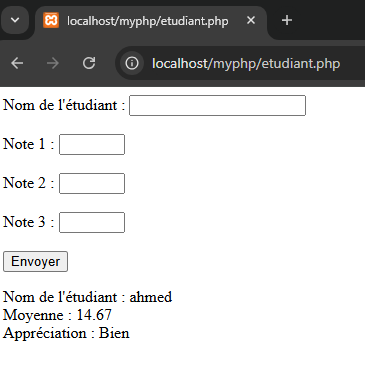 localhost/myphp/etudiant.php
localhost/myphp/etudiant.php
Nom de l'étudiant :
Note 1 :
Note 2 :
Note 3 :
Envoyer
Nom de l'étudiant : ahmed
Moyenne : 14.67
Appréciation : Bien